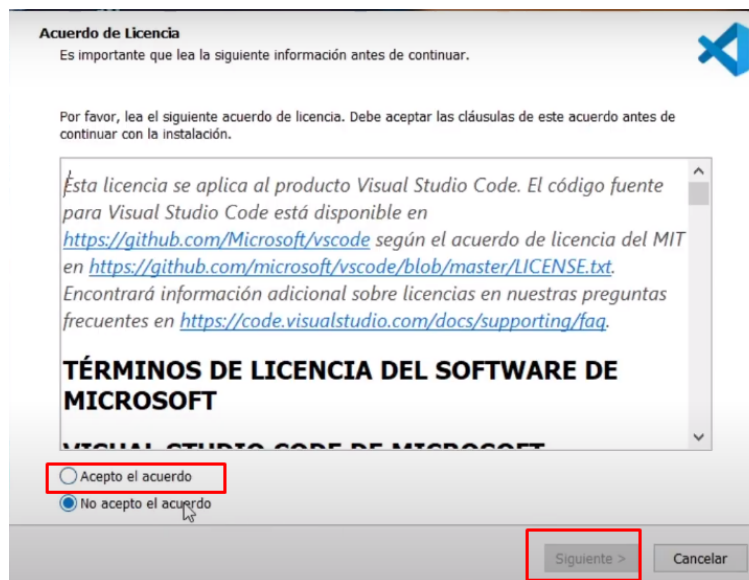 Acuerdo de Licencia
Es importante que lea la siguiente información antes de continuar.
Por favor, lea el siguiente acuerdo de licencia. Debe aceptar las cláusulas de este acuerdo antes de
continuar con la instalación.
Esta licencia se aplica al producto Visual Studio Code. El código fuente
para Visual Studio Code está disponible en
https://github.com/Microsoft/vscode según el acuerdo de licencia del MIT
en https://github.com/microsoft/vscode/blob/master/LICENSE.txt.
Encontrará información adicional sobre licencias en nuestras preguntas
frecuentes en https://code.visualstudio.com/docs/supporting/faq.
TÉRMINOS DE LICENCIA DEL SOFTWARE DE
MICROSOFT
VISUAL STUDIO CODE DE MICROSOFT
Acepto el acuerdo
No acepto el acuerdo
Siguiente >
Cancelar